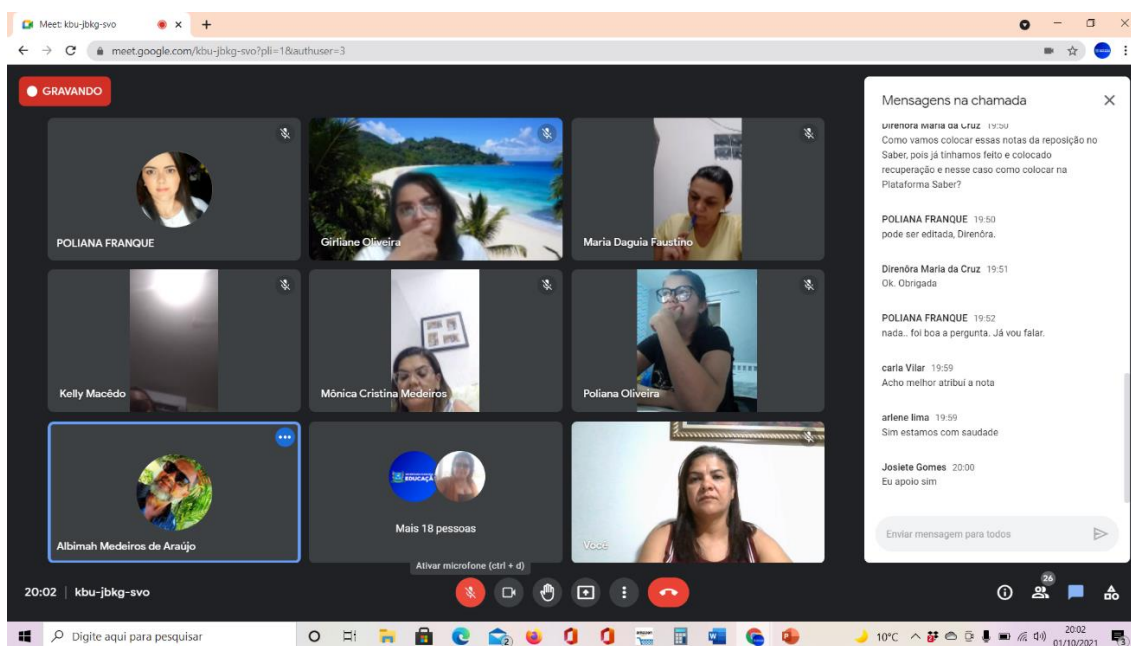 Meet: kbu-jbkg-svo
meet.google.com/kbu-jbkg-svo?pli=1&authuser=3
GRAVANDO
POLIANA FRANQUE
Girliane Oliveira
Maria Daguia Faustino
Kelly Macêdo
Mônica Cristina Medeiros
Poliana Oliveira
Albimah Medeiros de Araújo
EDUCAÇÃ
Mais 18 pessoas
Você
Mensagens na chamada
Direnôra Maria da Cruz 19:50
Como vamos colocar essas notas da reposição no
Saber, pois já tinhamos feito e colocado
recuperação e nesse caso como colocar na
Plataforma Saber?
POLIANA FRANQUE 19:50
pode ser editada, Direnôra.
Direnôra Maria da Cruz 19:51
Ok. Obrigada
POLIANA FRANQUE 19:52
nada.. foi boa a pergunta. Já vou falar.
carla Vilar 19:59
Acho melhor atribuí a nota
arlene lima 19:59
Sim estamos com saudade
Josiete Gomes 20:00
Eu apoio sim
Enviar mensagem para todos
Ativar microfone (ctrl + d)
20:02 | kbu-jbkg-svo
26
Digite aqui para pesquisar
10°C
20:02
01/10/2021